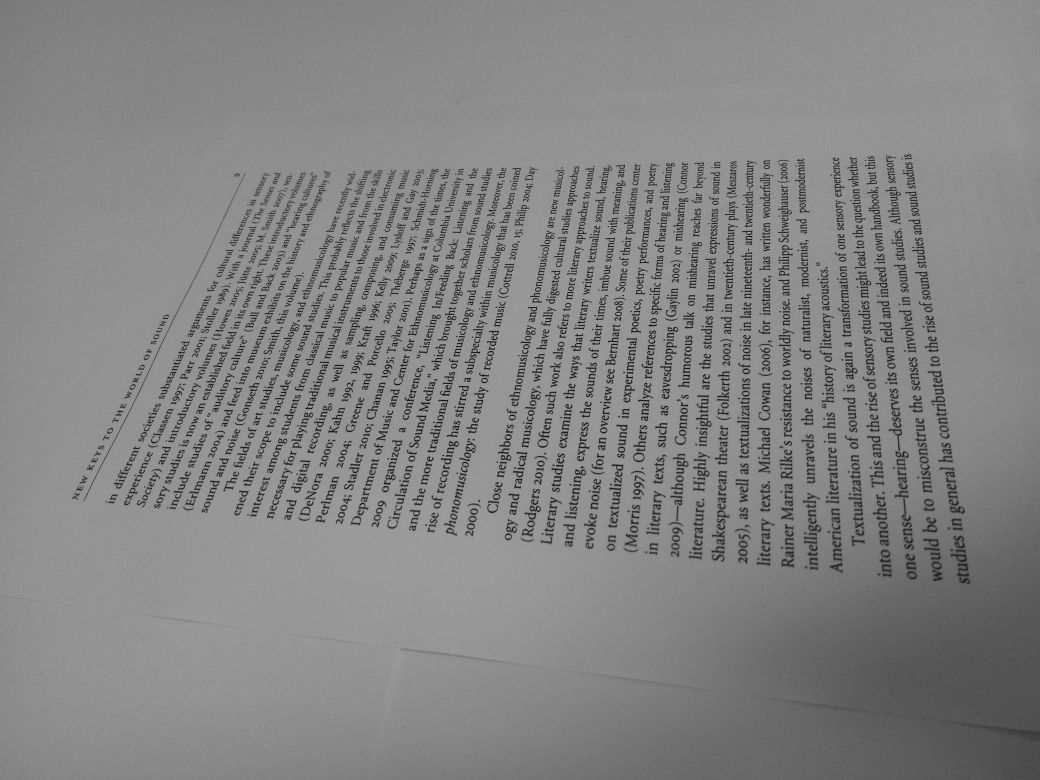 NEW KEYS TO THE WORLD OF SOUND 9
in different societies substantiated arguments for cultural differences in sensory
experience (Classen 1997; Parr 2001; Stoller 1989). With a journal (The Senses and
Society) and introductory volumes (Howes 2005; Jütte 2005; M. Smith 2007), sen-
sory studies is now an established field in its own right. These introductory volumes
include studies of "auditory culture" (Bull and Back 2003) and "hearing cultures"
(Erlmann 2004) and feed into museum exhibits on the history and ethnography of
sound and noise (Gonseth 2010; Smith, this volume).
The fields of art studies, musicology, and ethnomusicology have recently wid-
ened their scope to include some sound studies. This probably reflects the shifting
interest among students from classical music to popular music and from the skills
necessary for playing traditional musical instruments to those involved in electronic
and digital recording, as well as sampling, composing, and consuming music
(DeNora 2000; Kahn 1992, 1999; Kraft 1996; Kelly 2009; Lysloff and Gay 2003;
Perlman 2004; Greene and Porcello 2005; Théberge 1997; Schmidt-Horning
2004; Stadler 2010; Chanan 1995; Taylor 2001). Perhaps as a sign of the times, the
Department of Music and Center for Ethnomusicology at Columbia University in
2009 organized a conference, "Listening In/Feeding Back: Listening and the
Circulation of Sound Media," which brought together scholars from sound studies
and the more traditional fields of musicology and ethnomusicology. Moreover, the
rise of recording has stirred a subspecialty within musicology that has been coined
phonomusicology: the study of recorded music (Cottrell 2010, 15; Philip 2004; Day
2000).
Close neighbors of ethnomusicology and phonomusicology are new musicol-
ogy and radical musicology, which have fully digested cultural studies approaches
(Rodgers 2010). Often such work also refers to more literary approaches to sound.
Literary studies examine the ways that literary writers textualize sound, hearing,
and listening, express the sounds of their times, imbue sound with meaning, and
evoke noise (for an overview see Bernhart 2008). Some of their publications center
on textualized sound in experimental poetics, poetry performances, and poetry
(Morris 1997). Others analyze references to specific forms of hearing and listening
in literary texts, such as eavesdropping (Gaylin 2002) or mishearing (Connor
2009)—although Connor's humorous talk on mishearing reaches far beyond
literature. Highly insightful are the studies that unravel expressions of sound in
Shakespearean theater (Folkerth 2002) and in twentieth-century plays (Meszaros
2005), as well as textualizations of noise in late nineteenth- and twentieth-century
literary texts. Michael Cowan (2006), for instance, has written wonderfully on
Rainer Maria Rilke's resistance to worldly noise. and Philipp Schweighauser (2006)
intelligently unravels the noises of naturalist, modernist, and postmodernist
American literature in his "history of literary acoustics."
Textualization of sound is again a transformation of one sensory experience
into another. This and the rise of sensory studies might lead to the question whether
one sense—hearing—deserves its own field and indeed its own handbook, but this
would be to misconstrue the senses involved in sound studies. Although sensory
studies in general has contributed to the rise of sound studies and sound studies is